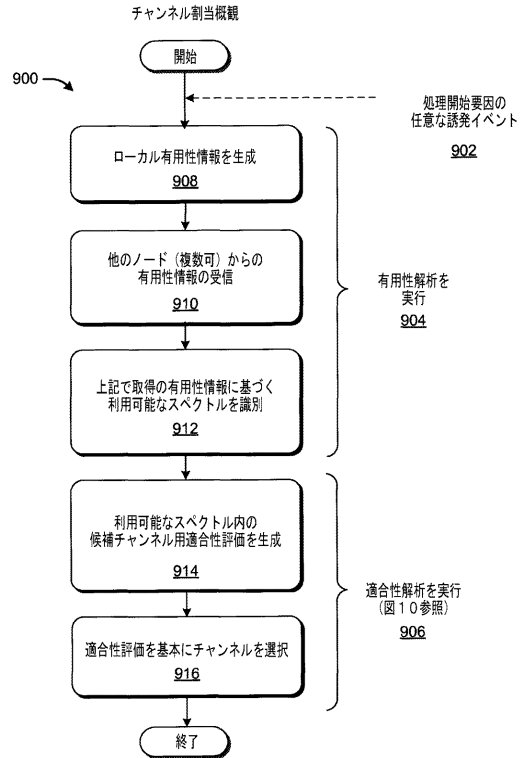 チャンネル割当概観
開始
900
処理開始要因の
任意な誘発イベント
902
ローカル有用性情報を生成
908
他のノード（複数可）からの
有用性情報の受信
910
有用性解析を
実行
904
上記で取得の有用性情報に基づく
利用可能なスペクトルを識別
912
利用可能なスペクトル内の
候補チャンネル用適合性評価を生成
914
適合性解析を実行
(図１０参照)
906
適合性評価を基本にチャンネルを選択
916
終了